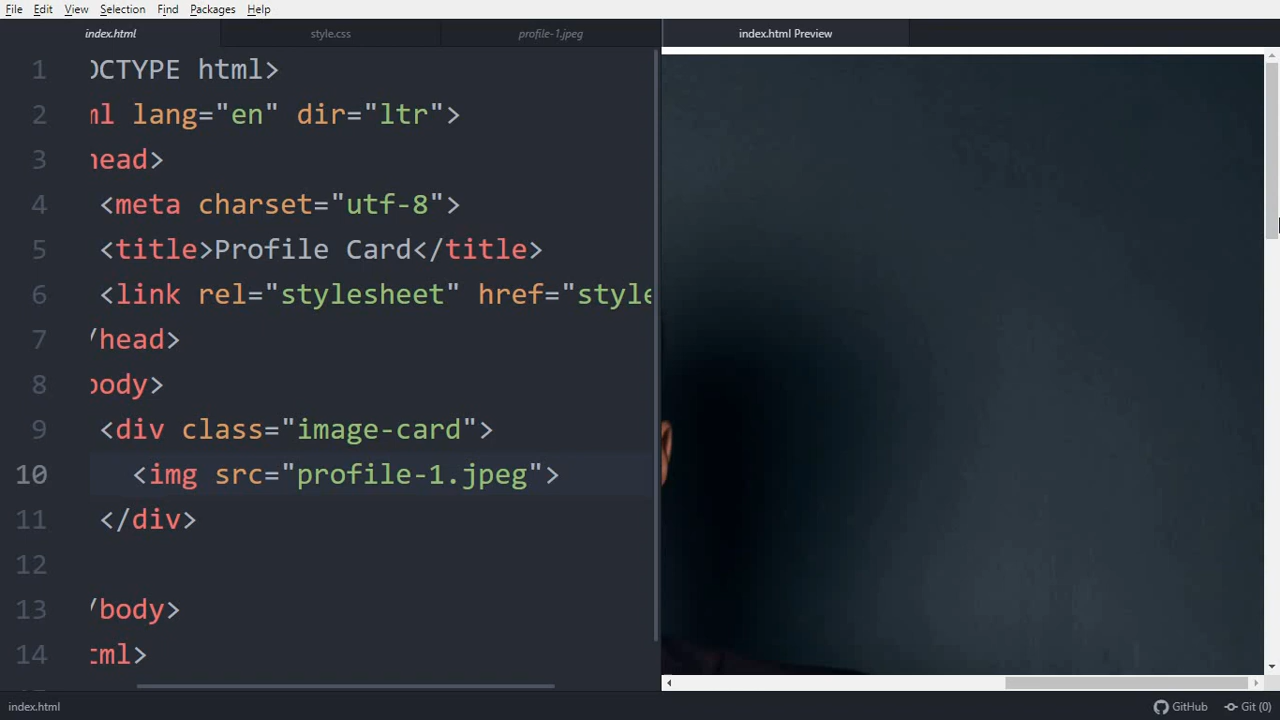 File Edit View Selection Find Packages Help
index.html style.css profile-1.jpeg index.html Preview
1 OCTYPE html>
2 ml lang="en" dir="ltr">
3 head>
4 <meta charset="utf-8">
5 <title>Profile Card</title>
6 <link rel="stylesheet" href="style
7 /head>
8 body>
9 <div class="image-card">
10 <img src="profile-1.jpeg">
11 </div>
12
13 /body>
14 tml>
index.html GitHub Git (0)